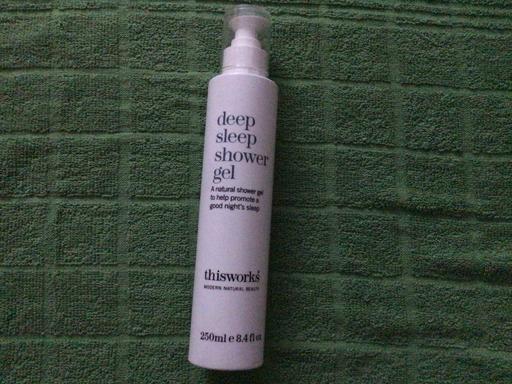 deep
sleep
shower
gel
A natural shower gel
to help promote a
good night's sleep
thisworks
MODERN NATURAL BEAUTY
250ml e 8.4 fl oz